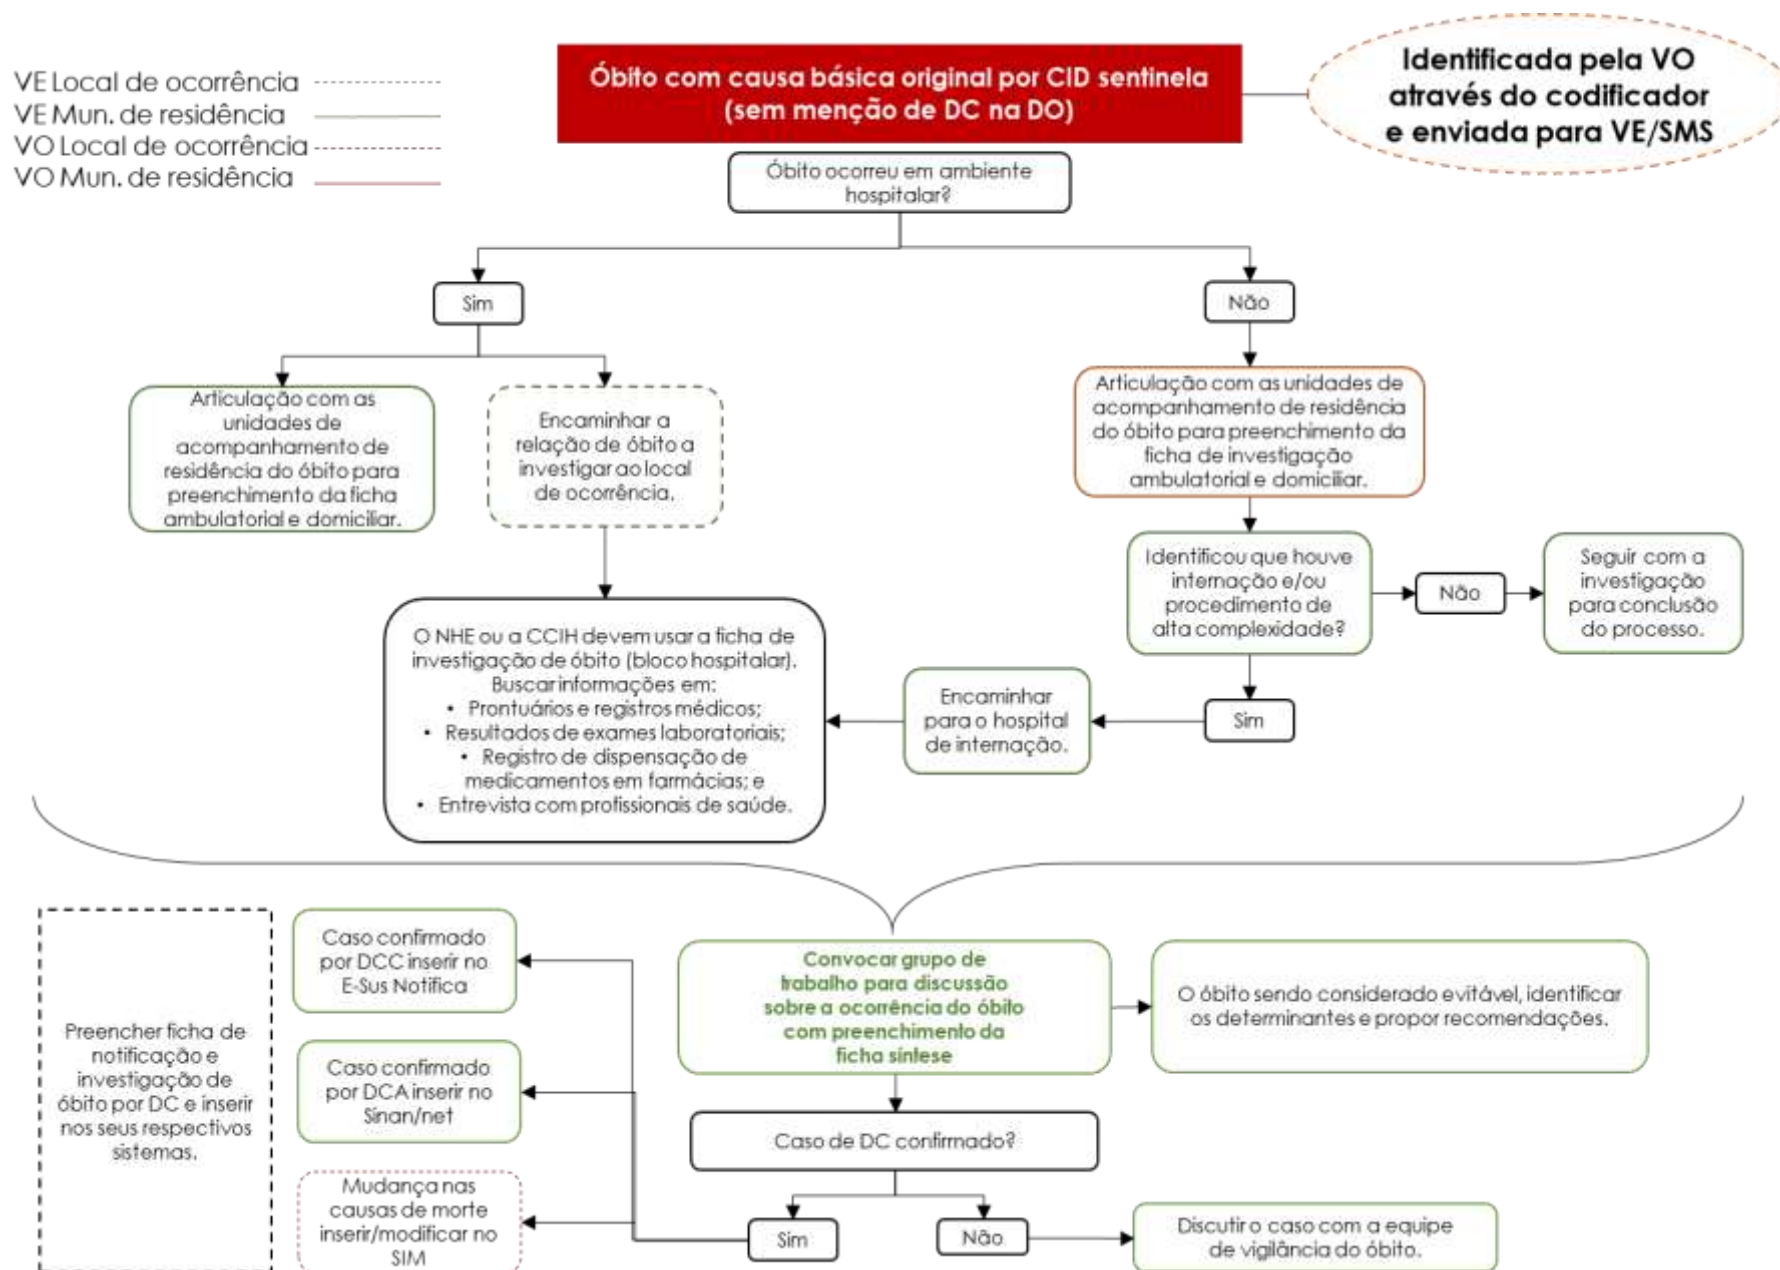 VE Local de ocorrência
VE Mun. de residência
VO Local de ocorrência
VO Mun. de residência
Óbito com causa básica original por CID sentinela
(sem menção de DC na DO)
Identificada pela VO
através do codificador
e enviada para VE/SMS
Óbito ocorreu em ambiente
hospitalar?
Sim
Não
Articulação com as
unidades de
acompanhamento de
residência do óbito para
preenchimento da ficha
ambulatorial e domiciliar.
Encaminhar a
relação de óbito a
investigar ao local
de ocorrência.
Articulação com as unidades de
acompanhamento de residência
do óbito para preenchimento da
ficha de investigação
ambulatorial e domiciliar.
Identificou que houve
internação e/ou
procedimento de
alta complexidade?
Não
Seguir com a
investigação
para conclusão
do processo.
Sim
Encaminhar
para o hospital
de internação.
O NHE ou a CCIH devem usar a ficha de
investigação de óbito (bloco hospitalar).
Buscar informações em:
• Prontuários e registros médicos;
• Resultados de exames laboratoriais;
• Registro de dispensação de
medicamentos em farmácias; e
• Entrevista com profissionais de saúde.
Preencher ficha de
notificação e
investigação de
óbito por DC e inserir
nos seus respectivos
sistemas.
Caso confirmado
por DCC inserir no
E-Sus Notifica
Caso confirmado
por DCA inserir no
Sinan/net
Mudança nas
causas de morte
inserir/modificar no
SIM
Convocar grupo de
trabalho para discussão
sobre a ocorrência do óbito
com preenchimento da
ficha síntese
O óbito sendo considerado evitável, identificar
os determinantes e propor recomendações.
Caso de DC confirmado?
Sim
Não
Discutir o caso com a equipe
de vigilância do óbito.